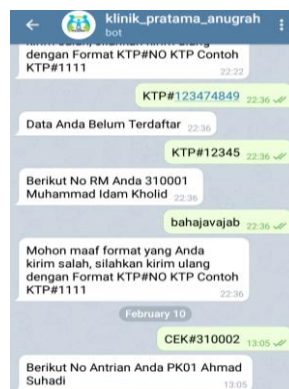 klinik_pratama_anugrah
bot
kirim salah, silahkan kirim ulang
dengan Format KTP#NO KTP Contoh
KTP#1111
22:22
KTP#123474849 22:36
Data Anda Belum Terdaftar 22:36
KTP#12345 22:36
Berikut No RM Anda 310001
Muhammad Idam Kholid 22:36
bahajavajab 22:36
Mohon maaf format yang Anda
kirim salah, silahkan kirim ulang
dengan Format KTP#NO KTP Contoh
KTP#1111
22:36
February 10
CEK#310002 13:05
Berikut No Antrian Anda PK01 Ahmad
Suhadi 13:05